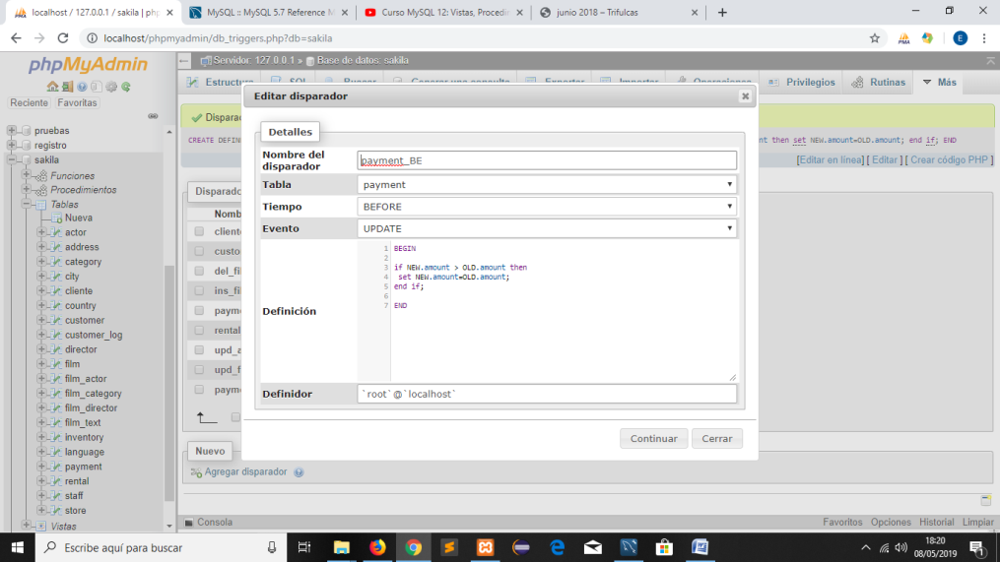 localhost / 127.0.0.1 / sakila | php
MySQL :: MySQL 5.7 Reference M
Curso MySQL 12: Vistas, Procedin
junio 2018 – Trifulcas
localhost/phpmyadmin/db_triggers.php?db=sakila
phpMyAdmin
Reciente Favoritas
pruebas
registro
sakila
Funciones
Procedimientos
Tablas
Nueva
actor
address
category
city
cliente
country
customer
customer_log
director
film
film_actor
film_category
film_director
film_text
inventory
language
payment
rental
staff
store
Vistas
Servidor: 127.0.0.1 » Base de datos: sakila
Estructura SQL Buscar Generar una consulta Exportar Importar Operaciones Privilegios Rutinas Más
Dispara
CREATE DEFIN
nt then set NEW.amount=OLD.amount; end if; END
[Editar en línea] [ Editar ] [ Crear código PHP ]
Disparado
Nomb
client
custo
del_fi
ins_fi
paym
rental
upd_a
upd_f
paym
Nuevo
Agregar disparador
Editar disparador
Detalles
Nombre del disparador payment_BE
Tabla payment
Tiempo BEFORE
Evento UPDATE
Definición
1 BEGIN
2
3 if NEW.amount > OLD.amount then
4 set NEW.amount=OLD.amount;
5 end if;
6
7 END
Definidor `root`@`localhost`
Continuar Cerrar
Consola
Favoritos Opciones Historial Limpiar
Escribe aquí para buscar
18:20
08/05/2019